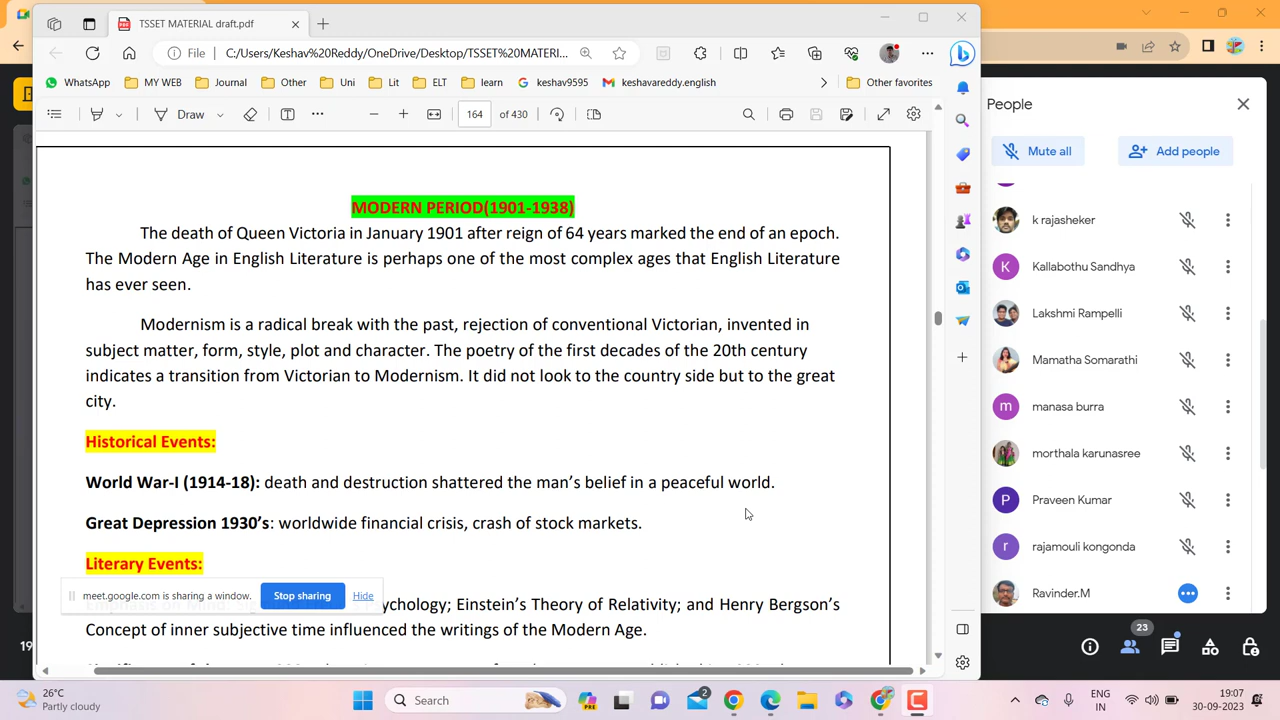 TSSET MATERIAL draft.pdf
File
C:/Users/Keshav%20Reddy/OneDrive/Desktop/TSSET%20MATERI...
WhatsApp
MY WEB
Journal
Other
Uni
Lit
ELT
learn
keshav9595
keshavareddy.english
Other favorites
Draw
164 of 430
MODERN PERIOD(1901-1938)
The death of Queen Victoria in January 1901 after reign of 64 years marked the end of an epoch.
The Modern Age in English Literature is perhaps one of the most complex ages that English Literature
has ever seen.
Modernism is a radical break with the past, rejection of conventional Victorian, invented in
subject matter, form, style, plot and character. The poetry of the first decades of the 20th century
indicates a transition from Victorian to Modernism. It did not look to the country side but to the great
city.
Historical Events:
World War-I (1914-18): death and destruction shattered the man's belief in a peaceful world.
Great Depression 1930's: worldwide financial crisis, crash of stock markets.
Literary Events:
meet.google.com is sharing a window.
Stop sharing
Hide
ychology; Einstein's Theory of Relativity; and Henry Bergson's
Concept of inner subjective time influenced the writings of the Modern Age.
People
Mute all
Add people
k rajasheker
Kallabothu Sandhya
K
Lakshmi Rampelli
Mamatha Somarathi
manasa burra
m
morthala karunasree
Praveen Kumar
P
rajamouli kongonda
r
Ravinder.M
23
19
26°C
Partly cloudy
Search
2
ENG
IN
19:07
30-09-2023